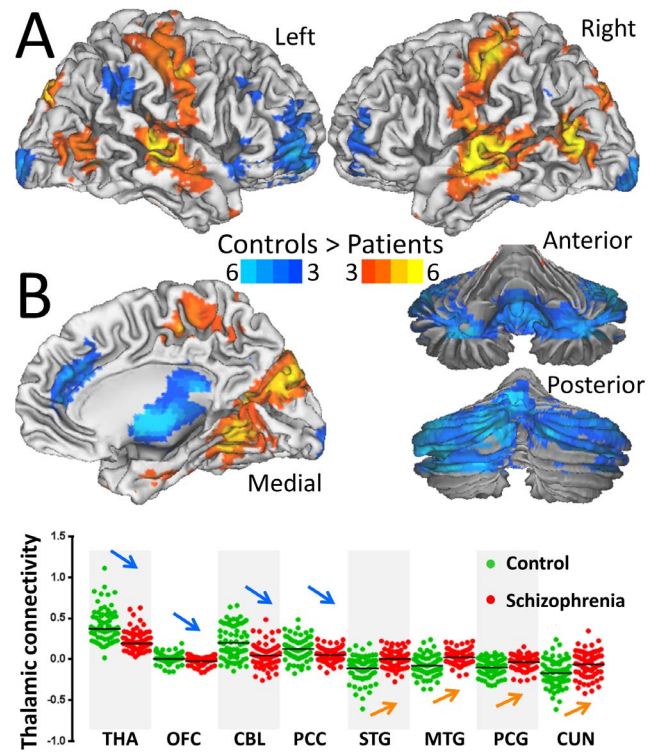 A
Left
Right
Controls > Patients
6 3 3 6
Anterior
B
Posterior
Medial
Thalamic connectivity
1.5
1.0
0.5
0.0
-0.5
-1.0
Control
Schizophrenia
THA OFC CBL PCC STG MTG PCG CUN